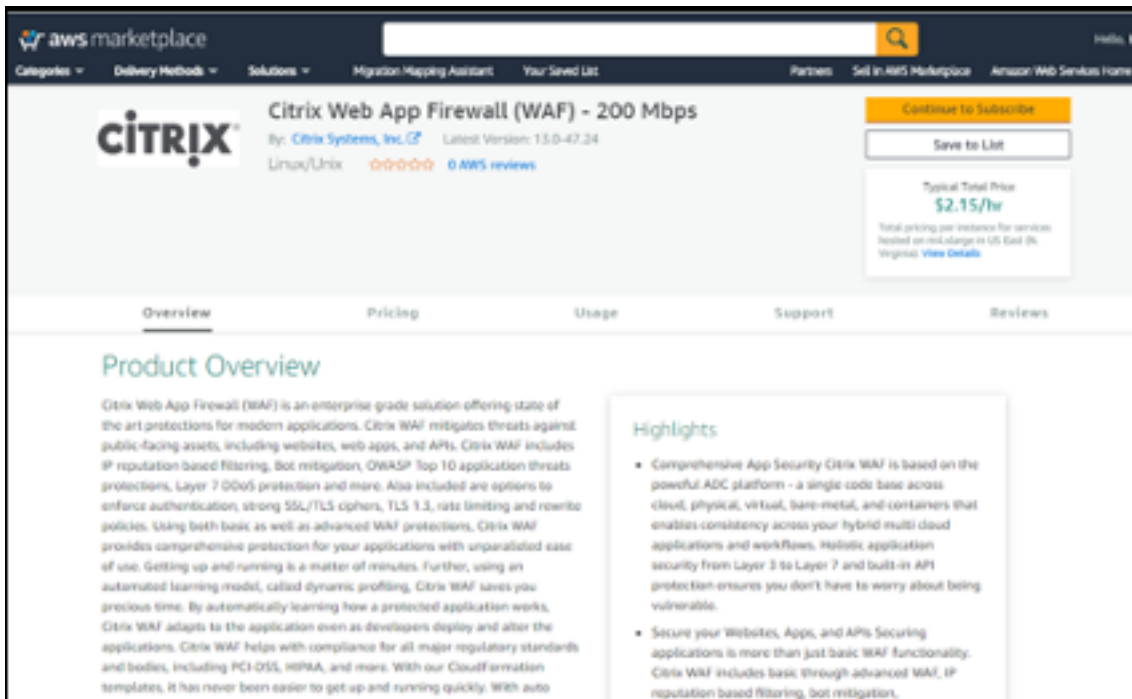 aws marketplace
Hello,
Categories Delivery Methods Solutions Migration Mapping Assistant Your Saved List Partners Sell in AWS Marketplace Amazon Web Services Home
CITRIX
Citrix Web App Firewall (WAF) - 200 Mbps
By: Citrix Systems, Inc. Latest Version: 13.0-47.24
Linux/Unix 0 AWS reviews
Continue to Subscribe
Save to List
Typical Total Price
$2.15/hr
Total pricing per instance for services
hosted on m4.xlarge in US East (N.
Virginia). View Details
Overview Pricing Usage Support Reviews
Product Overview
Citrix Web App Firewall (WAF) is an enterprise grade solution offering state of
the art protections for modern applications. Citrix WAF mitigates threats against
public-facing assets, including websites, web apps, and APIs. Citrix WAF includes
IP reputation based filtering, Bot mitigation, OWASP Top 10 application threats
protections, Layer 7 DDoS protection and more. Also included are options to
enforce authentication, strong SSL/TLS ciphers, TLS 1.3, rate limiting and rewrite
policies. Using both basic as well as advanced WAF protections, Citrix WAF
provides comprehensive protection for your applications with unparalleled ease
of use. Getting up and running is a matter of minutes. Further, using an
automated learning model, called dynamic profiling, Citrix WAF saves you
precious time. By automatically learning how a protected application works,
Citrix WAF adapts to the application even as developers deploy and alter the
applications. Citrix WAF helps with compliance for all major regulatory standards
and bodies, including PCI-DSS, HIPAA, and more. With our CloudFormation
templates, it has never been easier to get up and running quickly. With auto
Highlights
• Comprehensive App Security Citrix WAF is based on the
powerful ADC platform - a single code base across
cloud, physical, virtual, bare-metal, and containers that
enables consistency across your hybrid multi cloud
applications and workflows. Holistic application
security from Layer 3 to Layer 7 and built-in API
protection ensures you don't have to worry about being
vulnerable.
• Secure your Websites, Apps, and APIs Securing
applications is more than just basic WAF functionality.
Citrix WAF includes basic through advanced WAF, IP
reputation based filtering, bot mitigation,